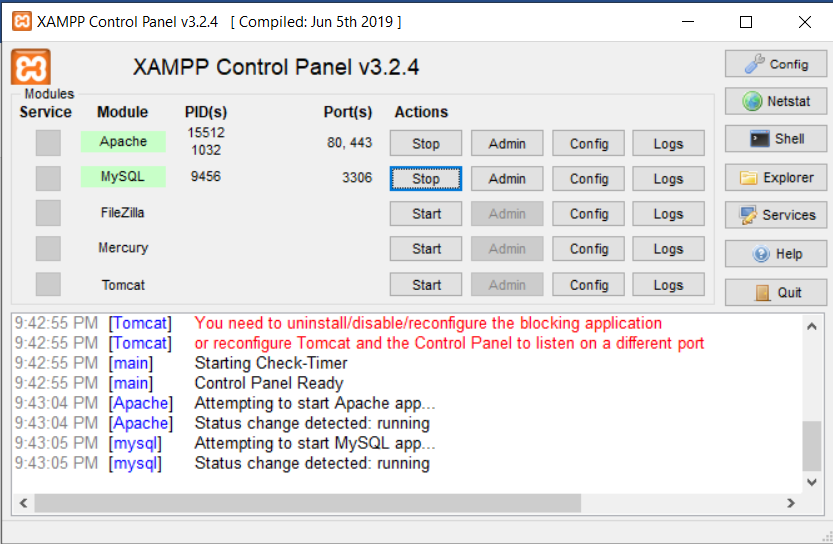 XAMPP Control Panel v3.2.4 [ Compiled: Jun 5th 2019 ]
XAMPP Control Panel v3.2.4
Config
Modules
Service Module PID(s) Port(s) Actions
Netstat
Apache 15512 1032 80, 443 Stop Admin Config Logs
Shell
MySQL 9456 3306 Stop Admin Config Logs
Explorer
FileZilla Start Admin Config Logs
Services
Mercury Start Admin Config Logs
Help
Tomcat Start Admin Config Logs
Quit
9:42:55 PM [Tomcat] You need to uninstall/disable/reconfigure the blocking application
9:42:55 PM [Tomcat] or reconfigure Tomcat and the Control Panel to listen on a different port
9:42:55 PM [main] Starting Check-Timer
9:42:55 PM [main] Control Panel Ready
9:43:04 PM [Apache] Attempting to start Apache app...
9:43:04 PM [Apache] Status change detected: running
9:43:05 PM [mysql] Attempting to start MySQL app...
9:43:05 PM [mysql] Status change detected: running